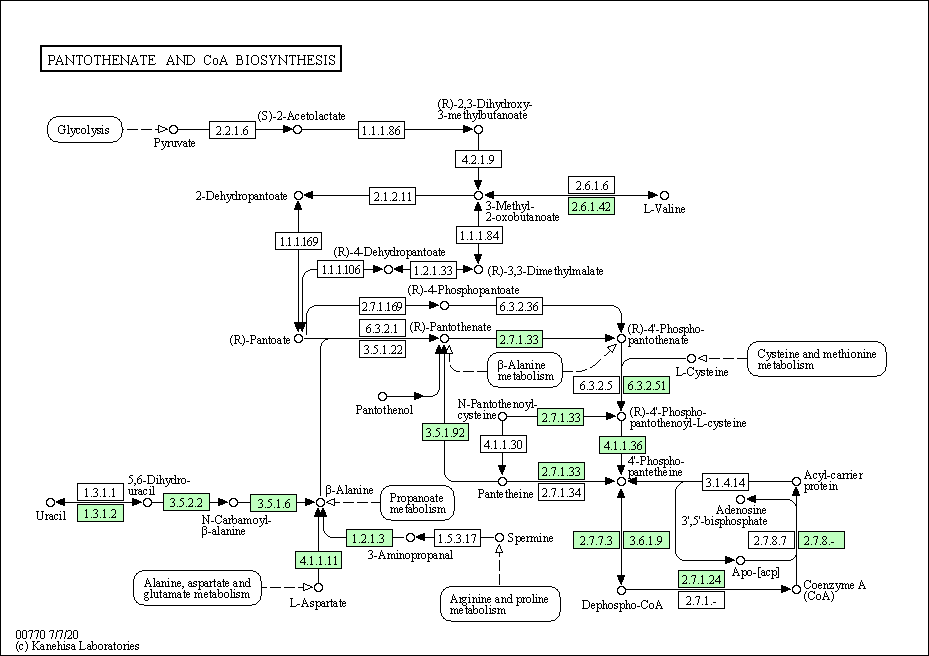 PANTOTHENATE AND CoA BIOSYNTHESIS
Glycolysis
Pyruvate
2.2.1.6
(S)-2-Acetolactate
1.1.1.86
(R)-2,3-Dihydroxy-
3-methylbutanoate
4.2.1.9
2-Dehydropantoate
2.1.2.11
3-Methyl-
2-oxobutanoate
2.6.1.6
2.6.1.42
L-Valine
1.1.1.169
1.1.1.84
(R)-4-Dehydropantoate
1.1.1.106
1.2.1.33
(R)-3,3-Dimethylmalate
(R)-4-Phosphopantoate
2.7.1.169
6.3.2.36
(R)-Pantoate
6.3.2.1
3.5.1.22
(R)-Pantothenate
2.7.1.33
(R)-4'-Phospho-
pantothenate
β-Alanine
metabolism
L-Cysteine
Cysteine and methionine
metabolism
6.3.2.5
6.3.2.51
Pantothenol
N-Pantothenoyl-
cysteine
2.7.1.33
(R)-4'-Phospho-
pantothenoyl-L-cysteine
3.5.1.92
4.1.1.30
4.1.1.36
4'-Phospho-
pantetheine
2.7.1.33
2.7.1.34
Pantetheine
3.1.4.14
Acyl-carrier
protein
Adenosine
3',5'-bisphosphate
5,6-Dihydro-
uracil
1.3.1.1
1.3.1.2
Uracil
3.5.2.2
N-Carbamoyl-
β-alanine
3.5.1.6
β-Alanine
Propanoate
metabolism
1.2.1.3
3-Aminopropanal
1.5.3.17
Spermine
2.7.7.3
3.6.1.9
2.7.8.7
2.7.8.-
4.1.1.11
Apo-[acp]
Alanine, aspartate and
glutamate metabolism
L-Aspartate
Arginine and proline
metabolism
Dephospho-CoA
2.7.1.24
2.7.1.-
Coenzyme A
(CoA)
00770 7/7/20
(c) Kanehisa Laboratories